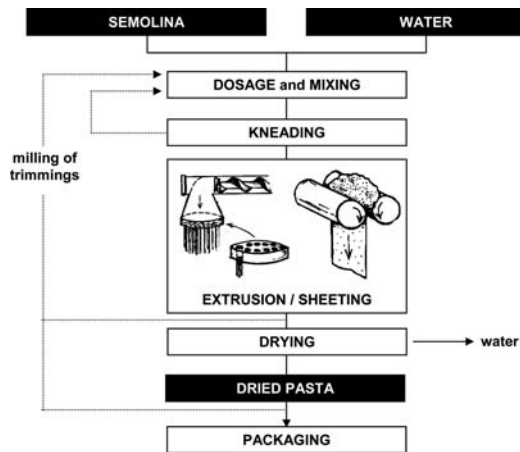 SEMOLINA
WATER
DOSAGE and MIXING
KNEADING
milling of
trimmings
EXTRUSION / SHEETING
DRYING
water
DRIED PASTA
PACKAGING